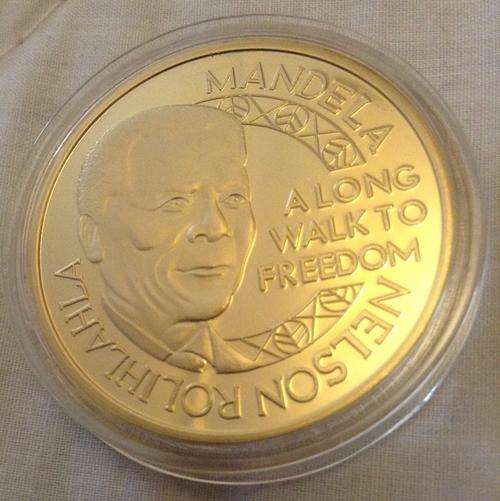 MANDELA
A LONG
WALK TO
FREEDOM
NELSON ROLIHLAHLA